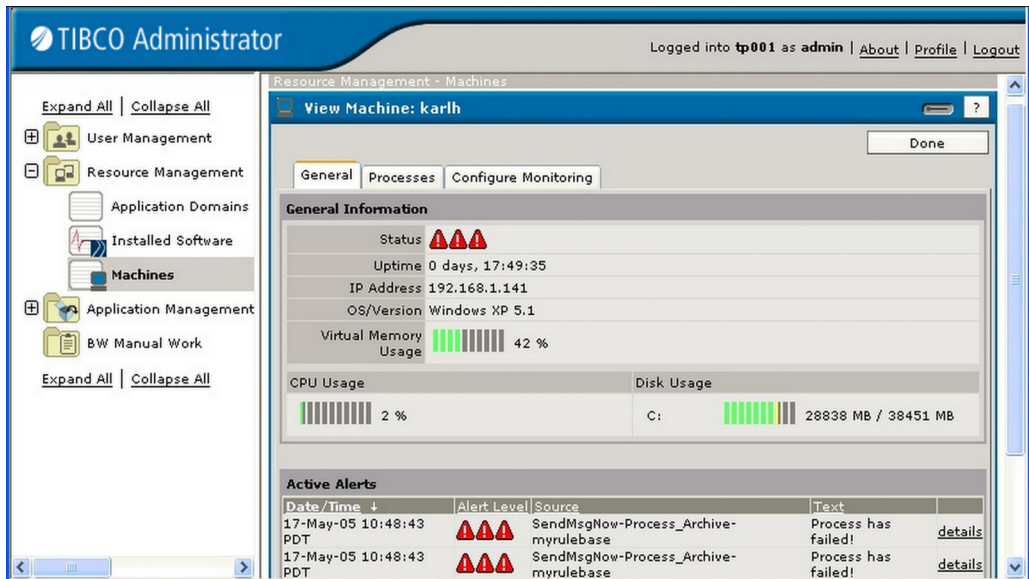 TIBCO Administrator
Logged into tp001 as admin | About | Profile | Logout
Expand All | Collapse All
User Management
Resource Management
Application Domains
Installed Software
Machines
Application Management
BW Manual Work
Expand All | Collapse All
Resource Management - Machines
View Machine: karlh
?
Done
General Processes Configure Monitoring
General Information
Status
Uptime 0 days, 17:49:35
IP Address 192.168.1.141
OS/Version Windows XP 5.1
Virtual Memory
Usage 42 %
CPU Usage Disk Usage
2 % C: 28838 MB / 38451 MB
Active Alerts
Date/Time ↓ Alert Level Source Text
17-May-05 10:48:43 SendMsgNow-Process_Archive- Process has
PDT myrulebase failed! details
17-May-05 10:48:43 SendMsgNow-Process_Archive- Process has
PDT myrulebase failed! details